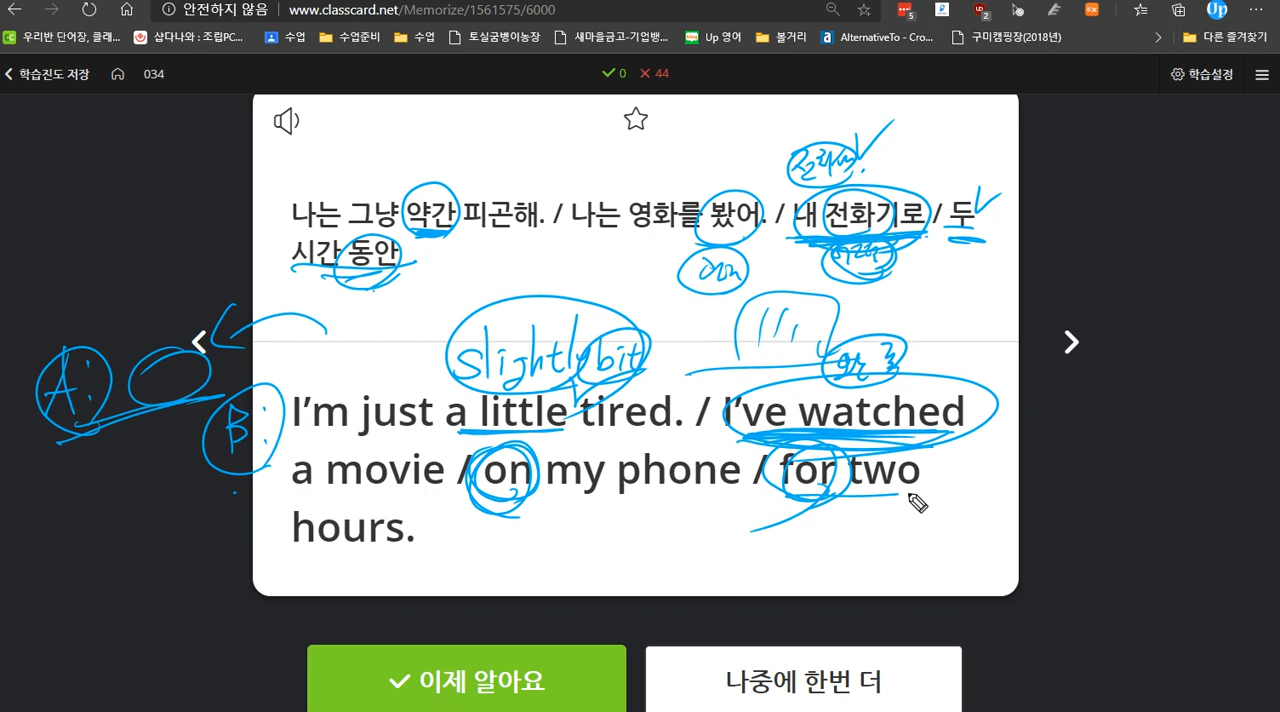 안전하지 않음 www.classcard.net/Memorize/1561575/6000
우리반 단어장, 클래... 샵다나와 : 조립PC... 수업 수업준비 수업 토실굼벵이농장 새마을금고-기업뱅... Up 영어 볼거리 AlternativeTo - Cro... 구미캠핑장(2018년) 다른 즐겨찾기
학습진도 저장 034 0 44 학습설정
나는 그냥 약간 피곤해. / 나는 영화를 봤어. / 내 전화기로 / 두
시간 동안
slightly bit
A:
B:
I'm just a little tired. / I've watched
a movie / on my phone / for two
hours.
이제 알아요 나중에 한번 더